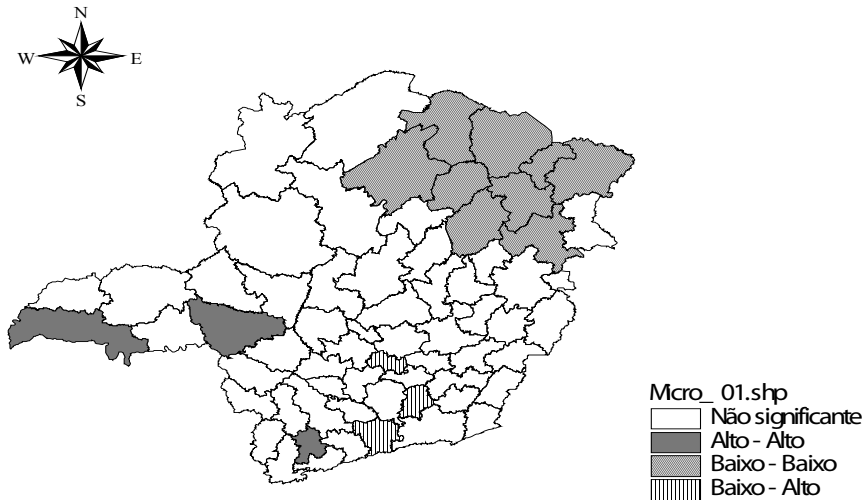 N
W E
S
Micro_ 01.shp
Não significante
Alto - Alto
Baixo - Baixo
Baixo - Alto